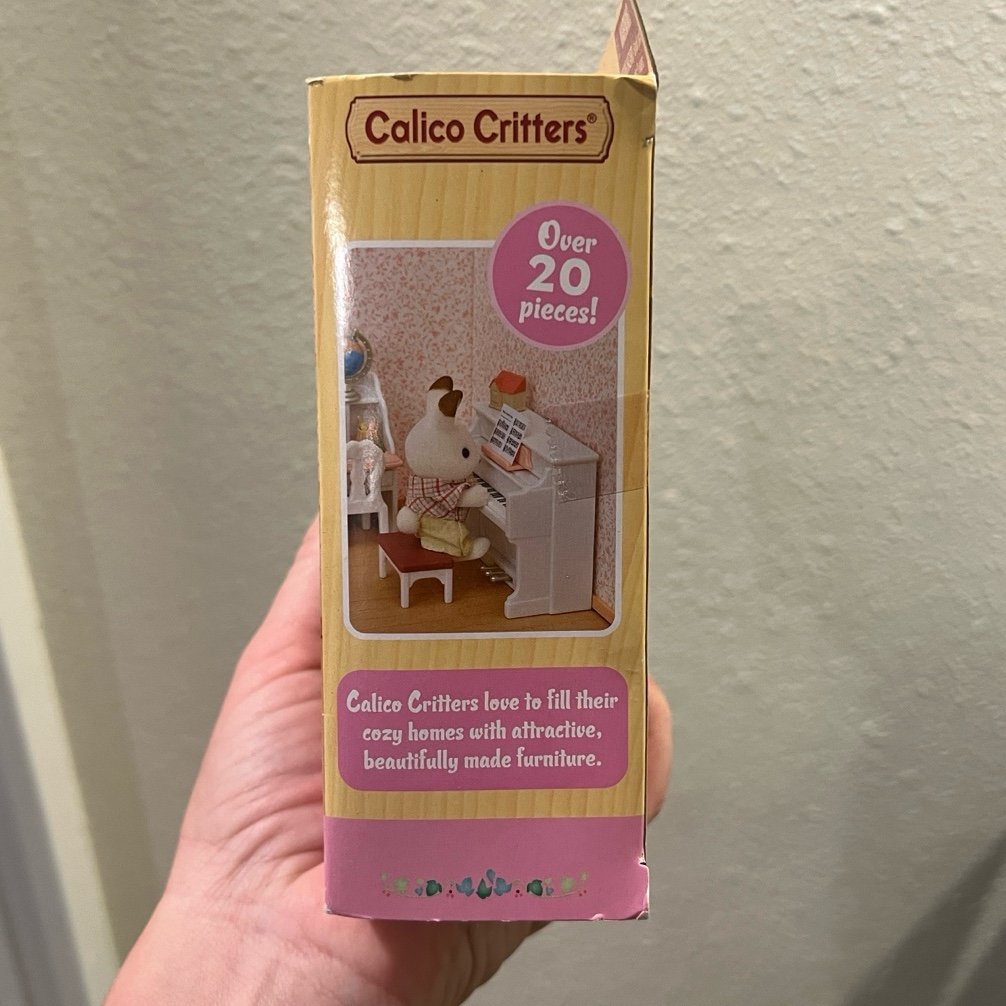 Calico Critters®
Over
20
pieces!
Calico Critters love to fill their
cozy homes with attractive,
beautifully made furniture.